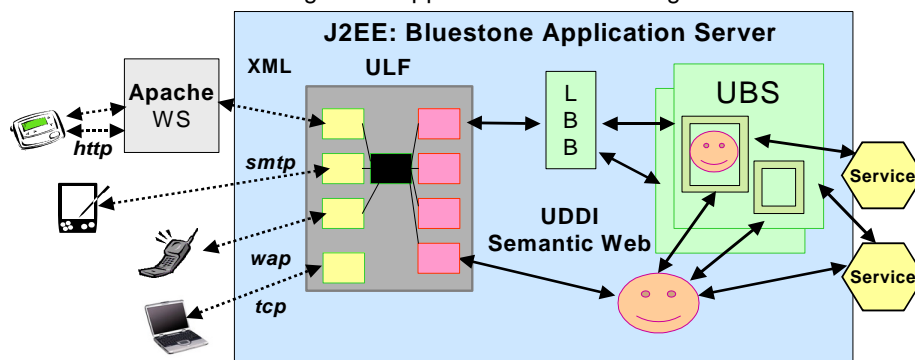 J2EE: Bluestone Application Server
XML
ULF
Apache
WS
http
smtp
wap
tcp
L
B
B
UBS
UDDI
Semantic Web
Service
Service